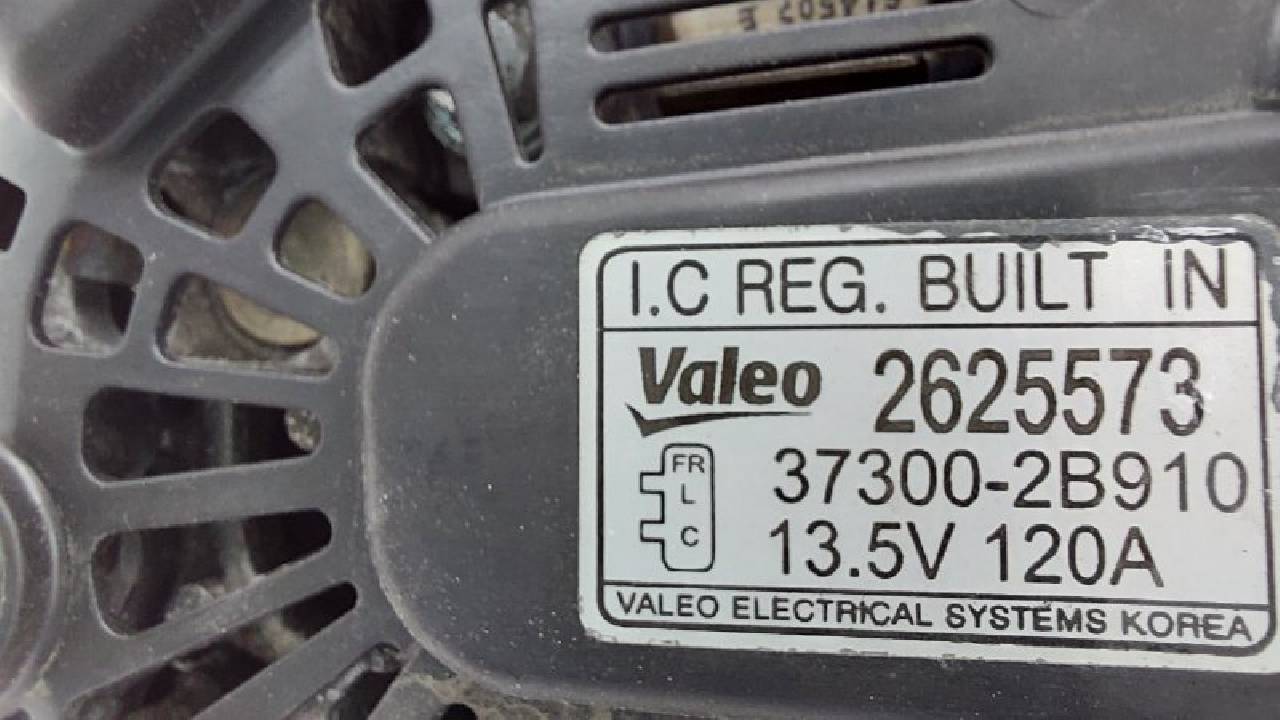 I.C REG. BUILT IN
Valeo 2625573
FR
L
C
37300-2B910
13.5V 120A
VALEO ELECTRICAL SYSTEMS KOREA